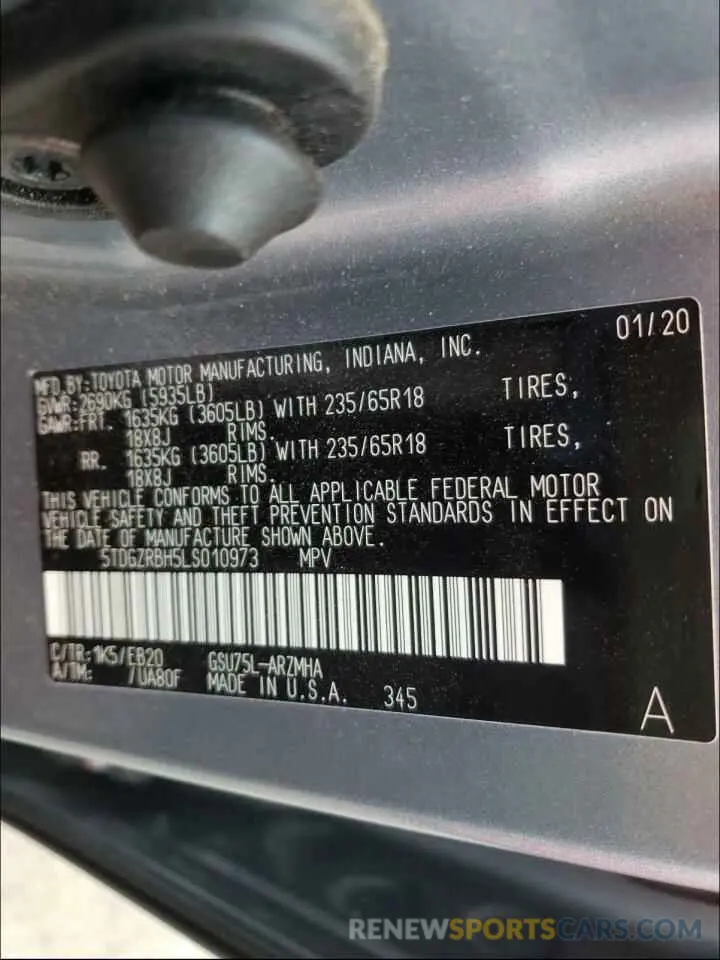 01/20
MFD.BY:TOYOTA MOTOR MANUFACTURING, INDIANA, INC.
GVWR:2690KG (5935LB)
GAWR:FRT. 1635KG (3605LB) WITH 235/65R18 TIRES,
18X8J RIMS.
RR. 1635KG (3605LB) WITH 235/65R18 TIRES,
18X8J RIMS.
THIS VEHICLE CONFORMS TO ALL APPLICABLE FEDERAL MOTOR
VEHICLE SAFETY AND THEFT PREVENTION STANDARDS IN EFFECT ON
THE DATE OF MANUFACTURE SHOWN ABOVE.
5TDGZRBH5LS010973 MPV
C/TR:1K5/EB20 GSU75L-ARZMHA
A/TM: /UA80F MADE IN U.S.A. 345
A
RENEWSPORTSCARS.COM